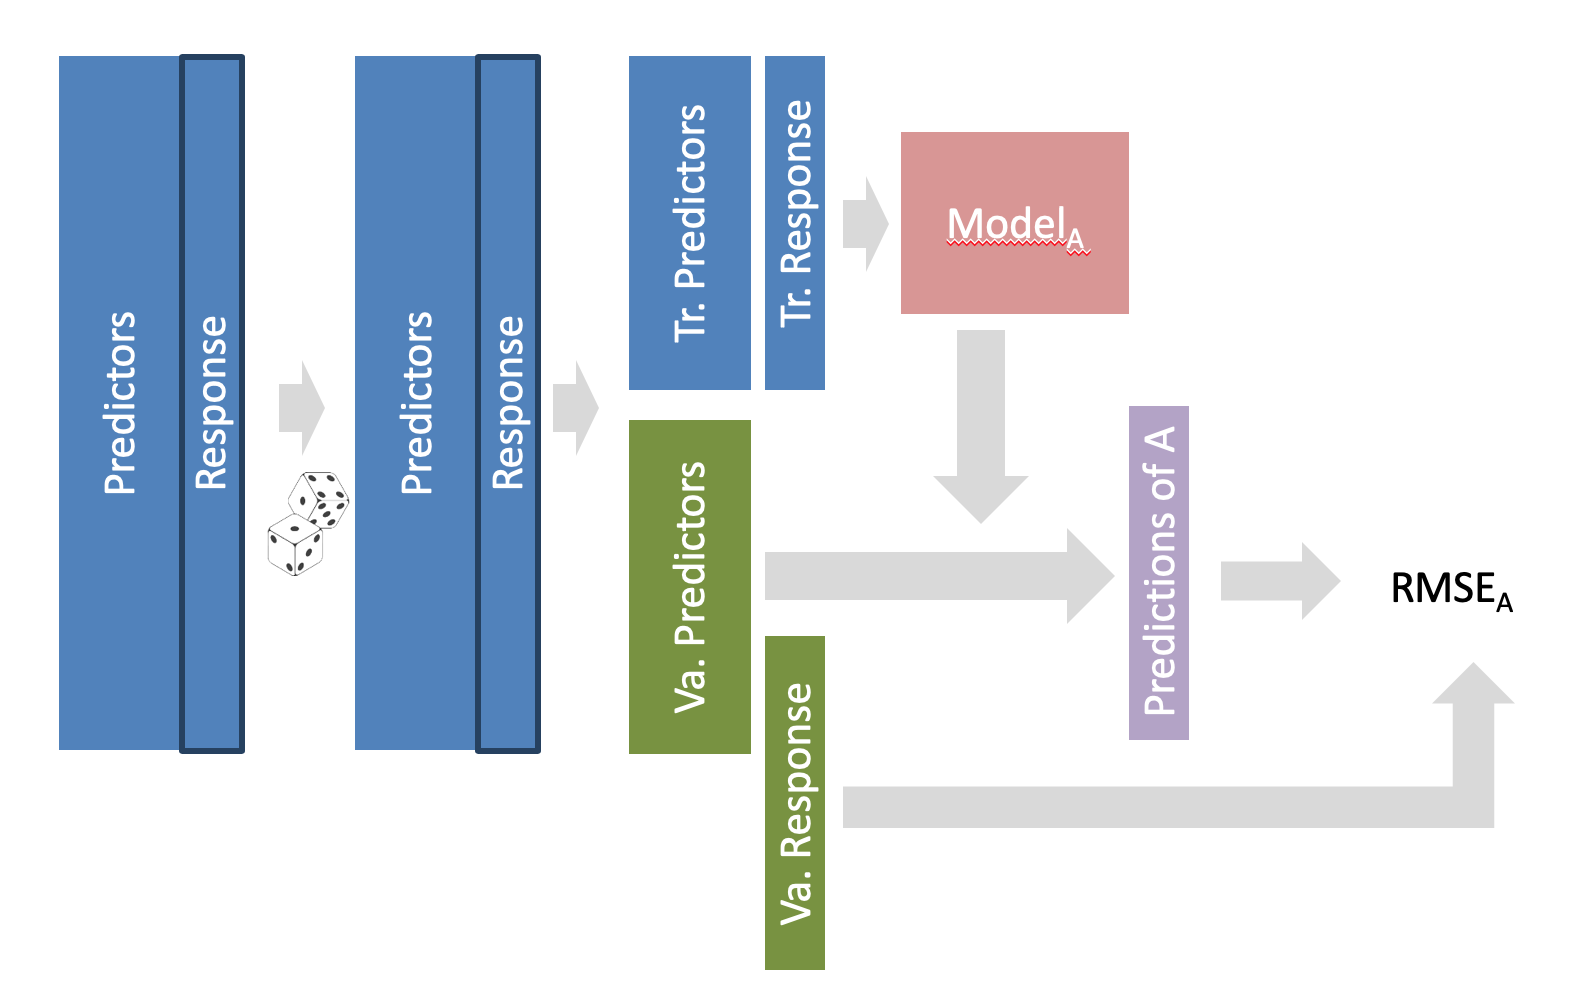 Predictors
Response
Predictors
Response
Tr. Predictors
Tr. Response
Model_A
Va. Predictors
Va. Response
Predictions of A
RMSE_A